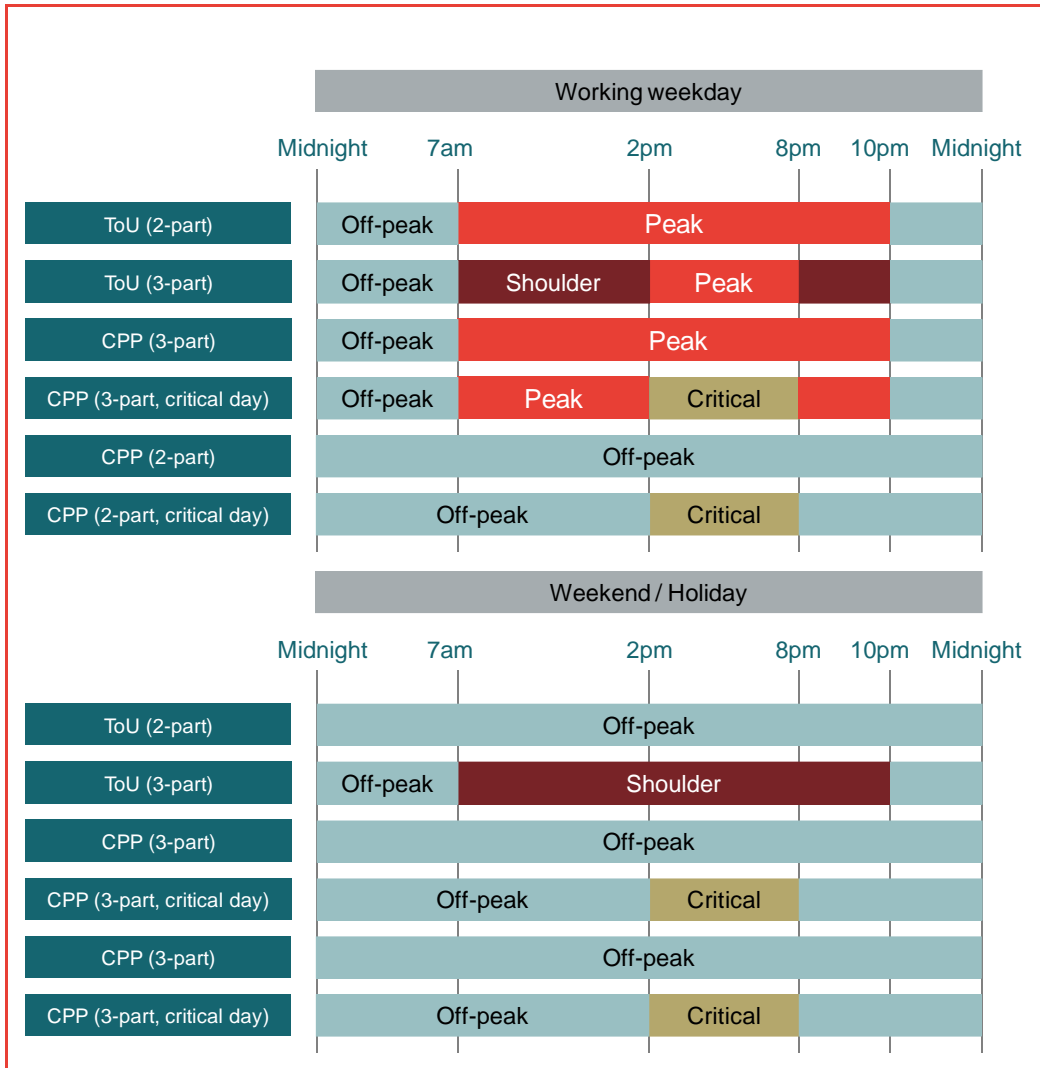 Working weekday
Midnight 7am 2pm 8pm 10pm Midnight
ToU (2-part) Off-peak Peak
ToU (3-part) Off-peak Shoulder Peak
CPP (3-part) Off-peak Peak
CPP (3-part, critical day) Off-peak Peak Critical
CPP (2-part) Off-peak
CPP (2-part, critical day) Off-peak Critical
Weekend / Holiday
Midnight 7am 2pm 8pm 10pm Midnight
ToU (2-part) Off-peak
ToU (3-part) Off-peak Shoulder
CPP (3-part) Off-peak
CPP (3-part, critical day) Off-peak Critical
CPP (3-part) Off-peak
CPP (3-part, critical day) Off-peak Critical